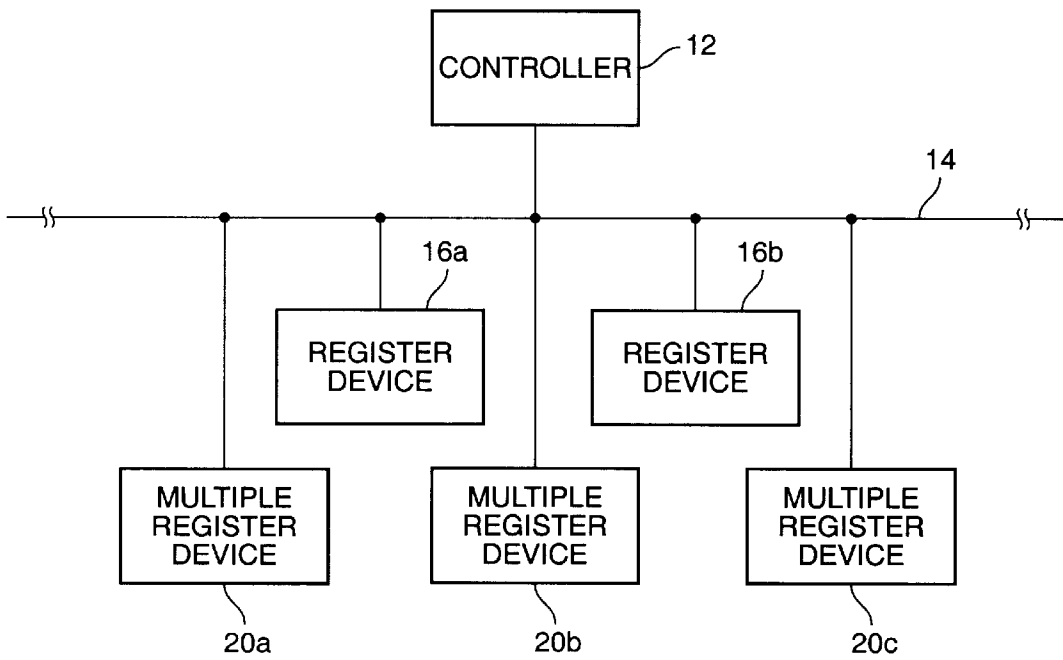 CONTROLLER
12
14
16a
16b
REGISTER
DEVICE
REGISTER
DEVICE
MULTIPLE
REGISTER
DEVICE
MULTIPLE
REGISTER
DEVICE
MULTIPLE
REGISTER
DEVICE
20a
20b
20c